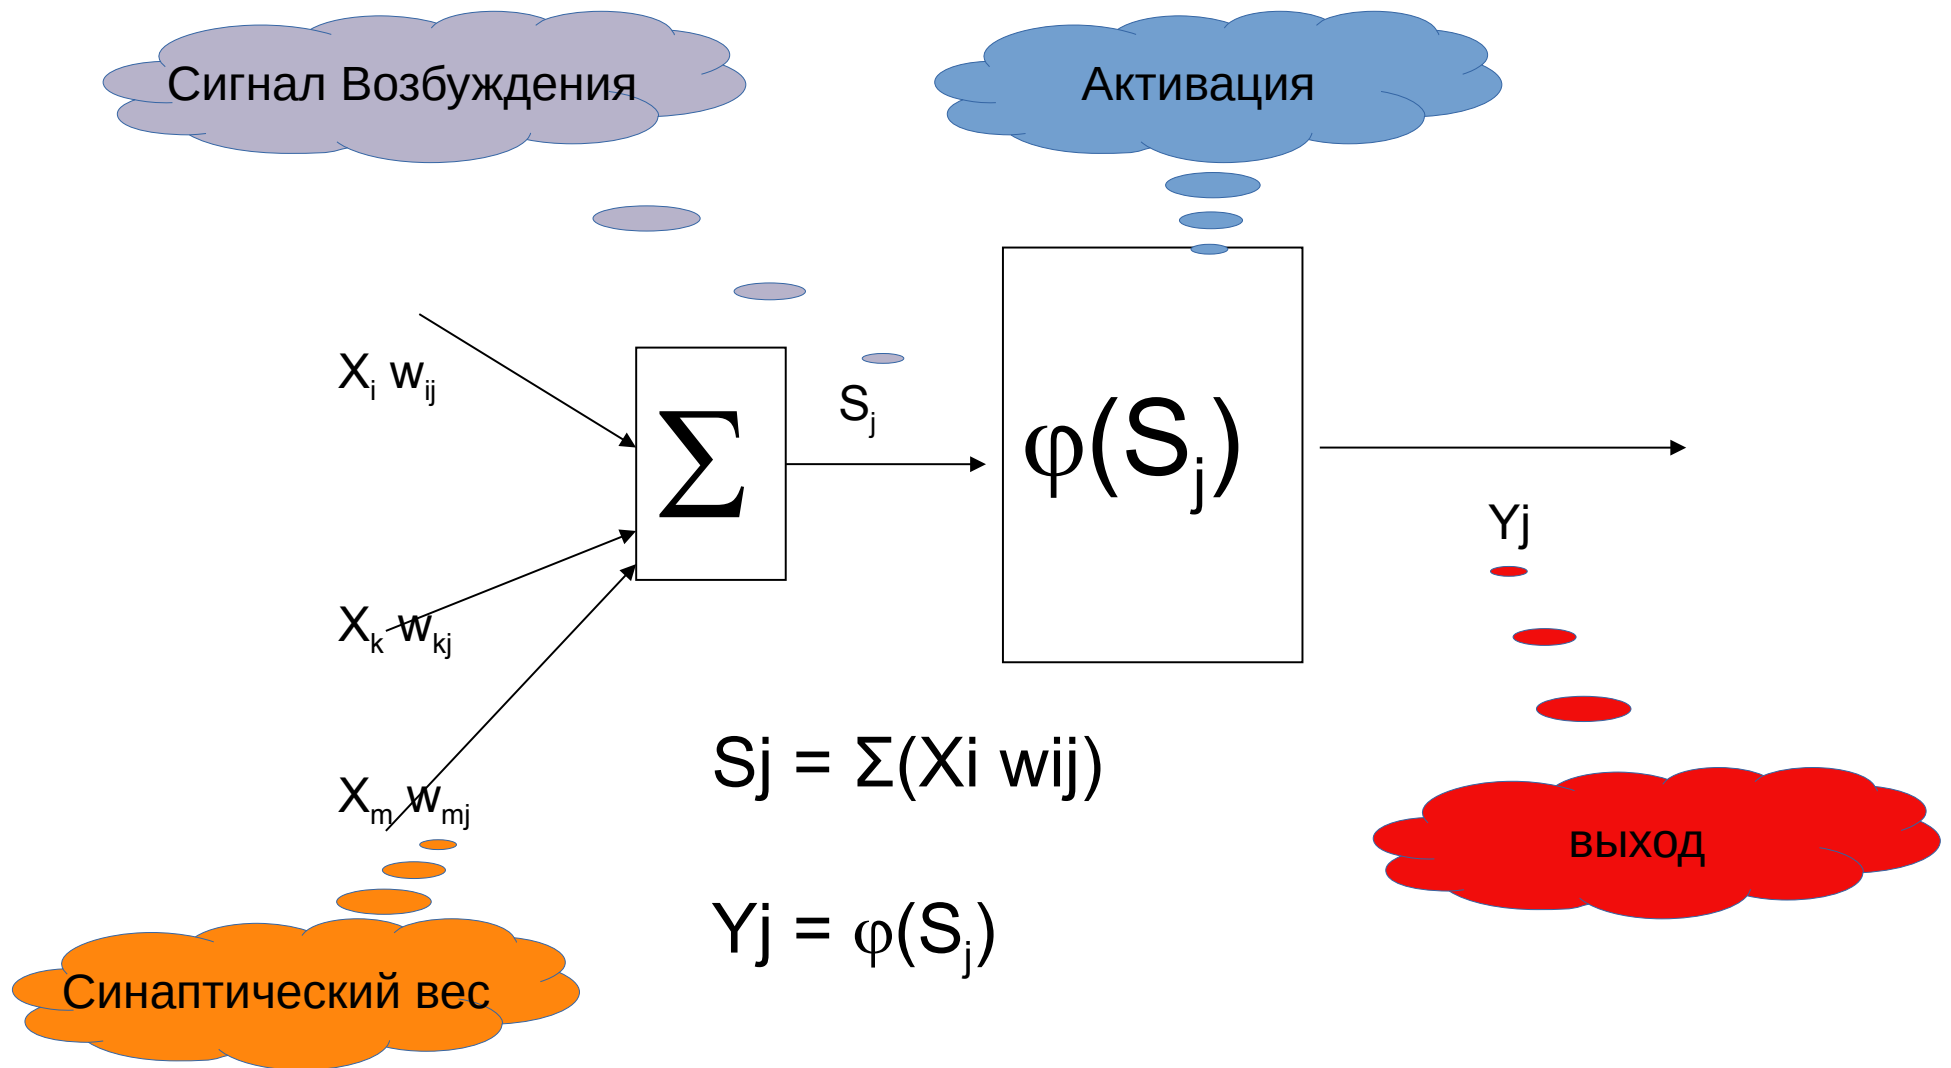 Сигнал Возбуждения
Активация
Xi wij
Sj
Σ
φ(Sj)
Yj
Xk wkj
Xm wmj
Sj = Σ(Xi wij)
выход
Yj = φ(Sj)
Синаптический вес